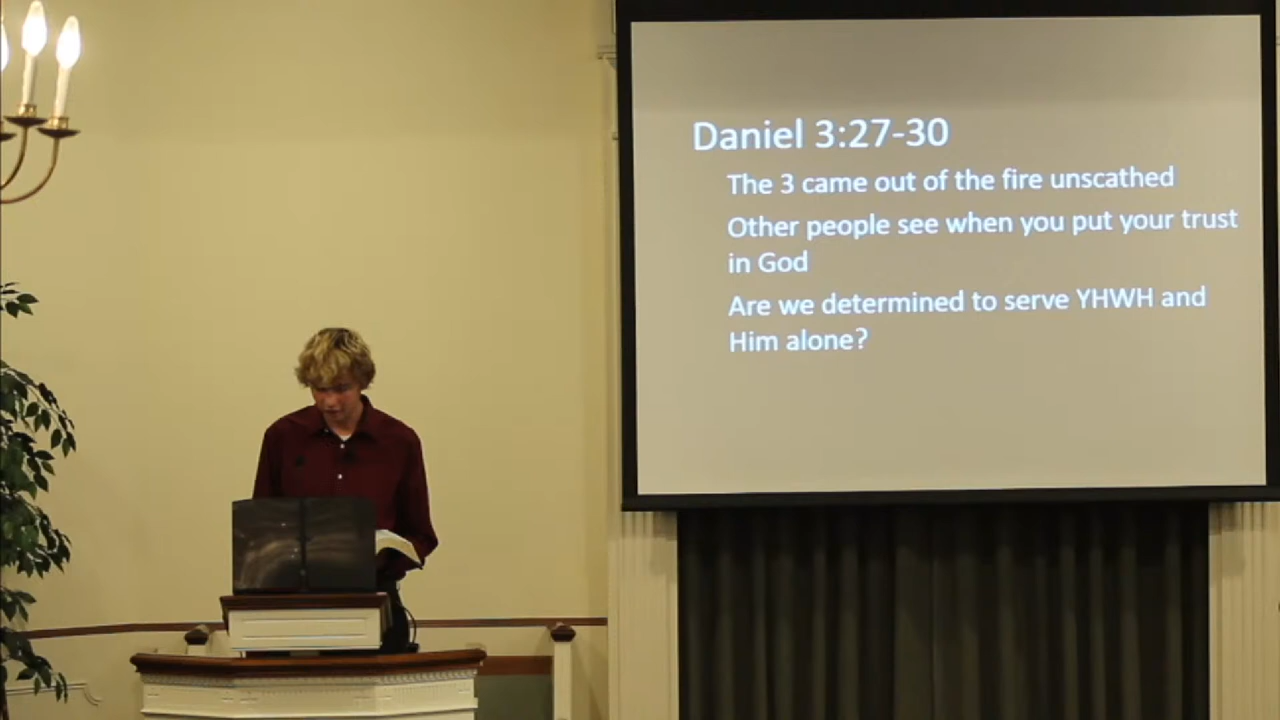 Daniel 3:27-30
The 3 came out of the fire unscathed
Other people see when you put your trust
in God
Are we determined to serve YHWH and
Him alone?